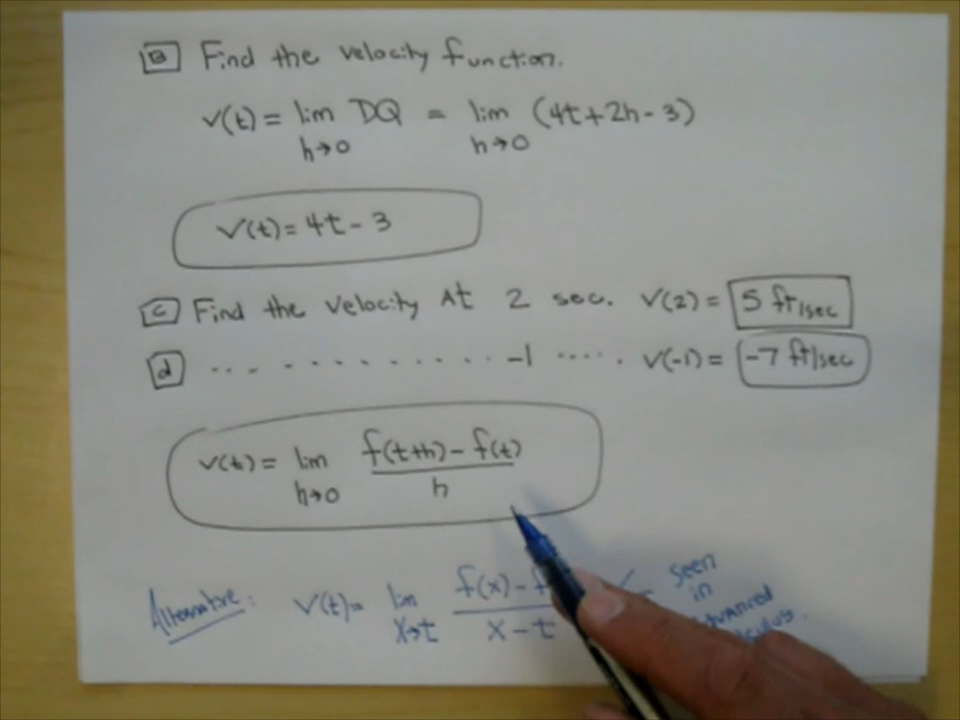 B Find the velocity function.
v(t) = lim DQ = lim (4t+2h-3)
h→0 h→0
v(t) = 4t - 3
C Find the velocity at 2 sec. v(2) = 5 ft/sec
d ... - . . . . . . . . . . . -1 ..... v(-1) = -7 ft/sec
v(t) = lim f(t+h) - f(t)
h→0 h
Alternative: v(t) = lim f(x) -
x→t x - t
seen
in